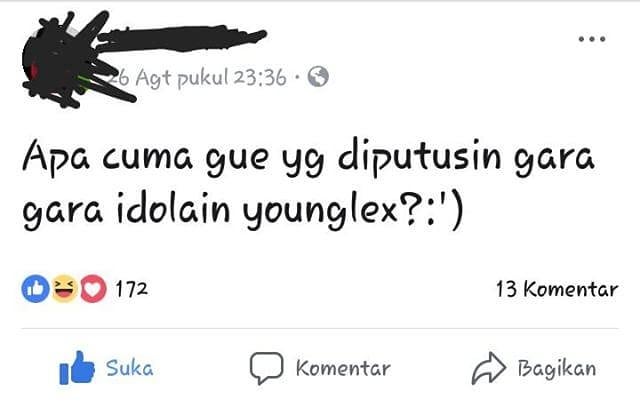 26 Agt pukul 23:36 ·
Apa cuma gue yg diputusin gara
gara idolain younglex?:')
172
13 Komentar
Suka
Komentar
Bagikan